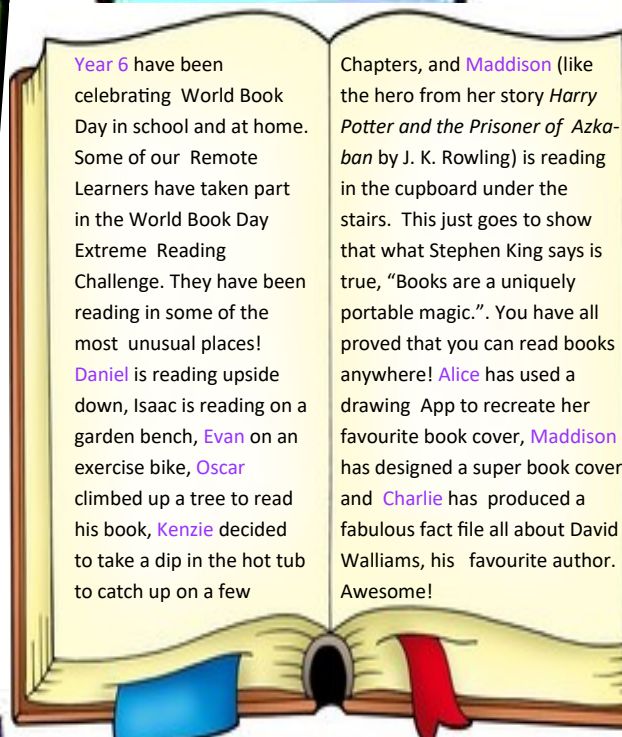 Year 6 have been
celebrating World Book
Day in school and at home.
Some of our Remote
Learners have taken part
in the World Book Day
Extreme Reading
Challenge. They have been
reading in some of the
most unusual places!
Daniel is reading upside
down, Isaac is reading on a
garden bench, Evan on an
exercise bike, Oscar
climbed up a tree to read
his book, Kenzie decided
to take a dip in the hot tub
to catch up on a few
Chapters, and Maddison (like
the hero from her story Harry
Potter and the Prisoner of Azka-
ban by J. K. Rowling) is reading
in the cupboard under the
stairs. This just goes to show
that what Stephen King says is
true, “Books are a uniquely
portable magic.”. You have all
proved that you can read books
anywhere! Alice has used a
drawing App to recreate her
favourite book cover, Maddison
has designed a super book cover
and Charlie has produced a
fabulous fact file all about David
Walliams, his favourite author.
Awesome!